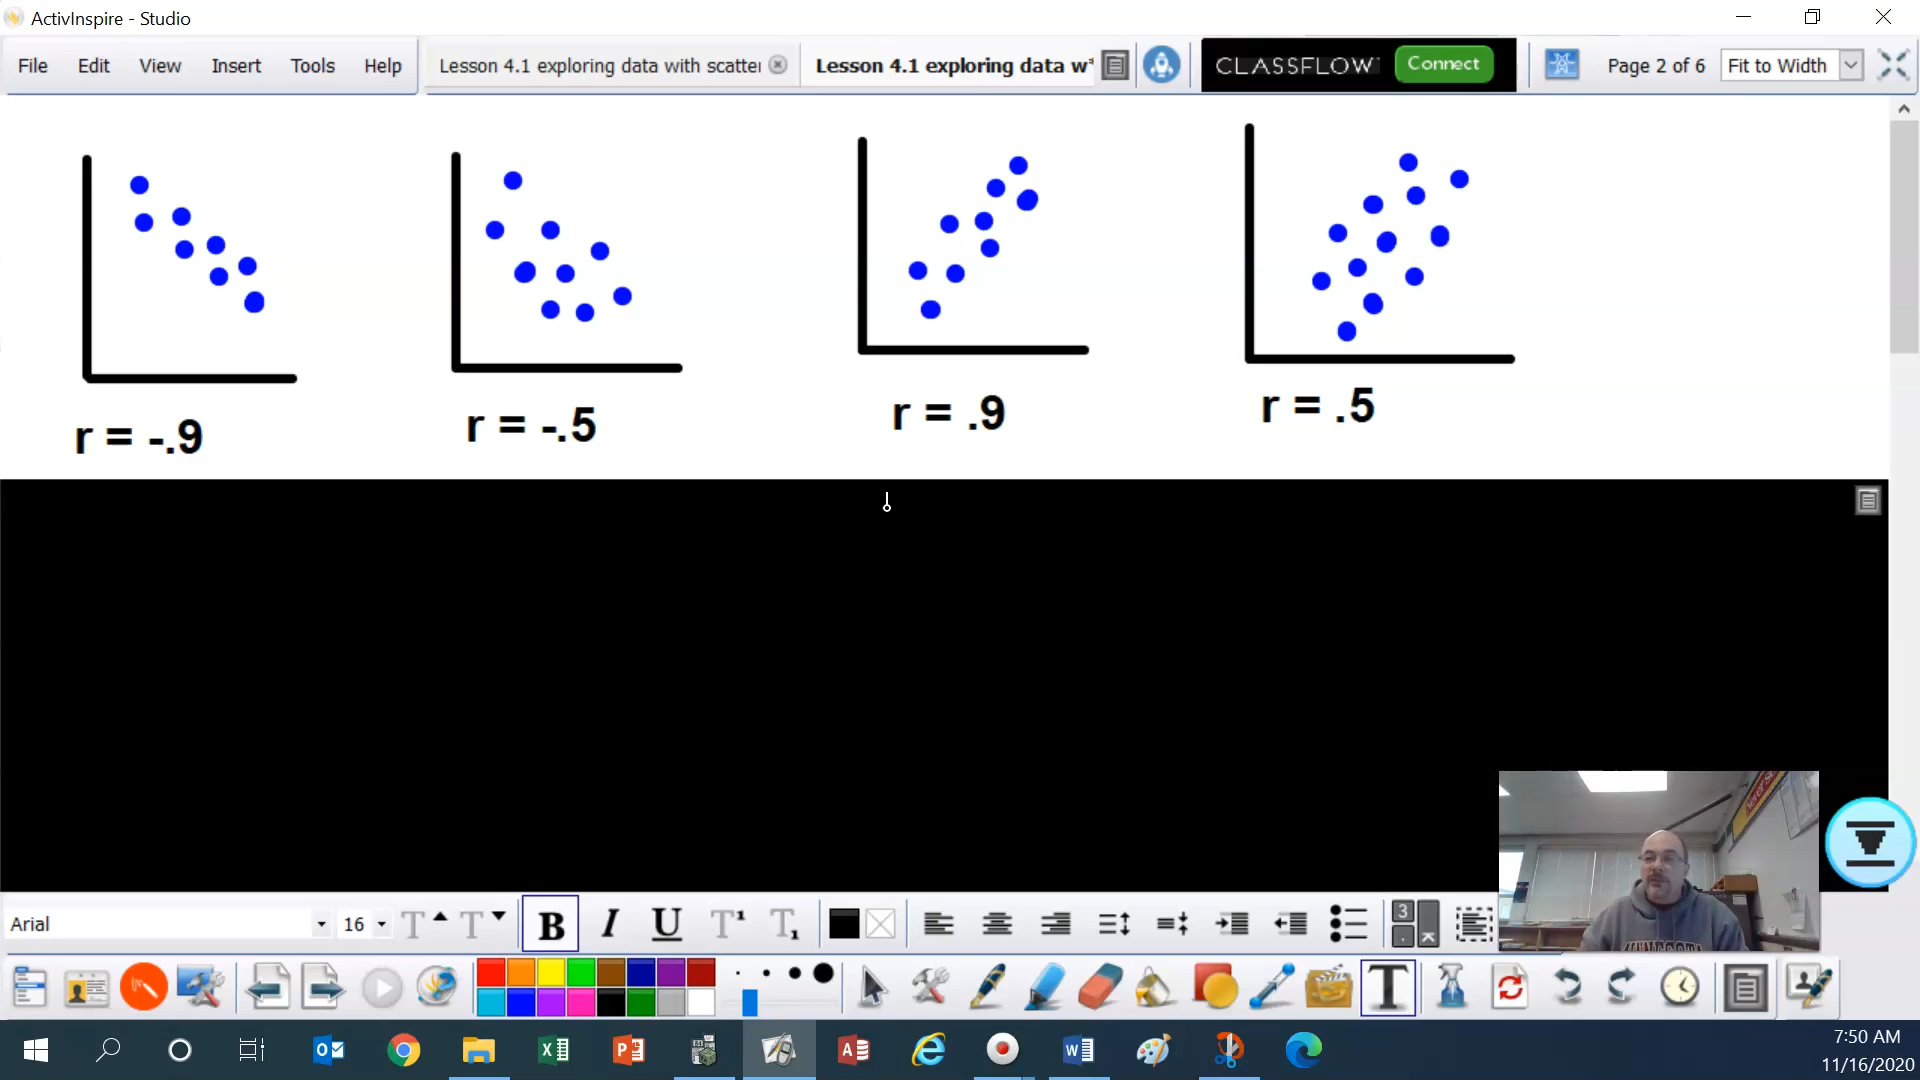 ActivInspire - Studio
File Edit View Insert Tools Help
Lesson 4.1 exploring data with scatter
Lesson 4.1 exploring data w*
CLASSFLOW Connect
Page 2 of 6
Fit to Width
r = -.9
r = -.5
r = .9
r = .5
Arial 16
B I U
7:50 AM
11/16/2020